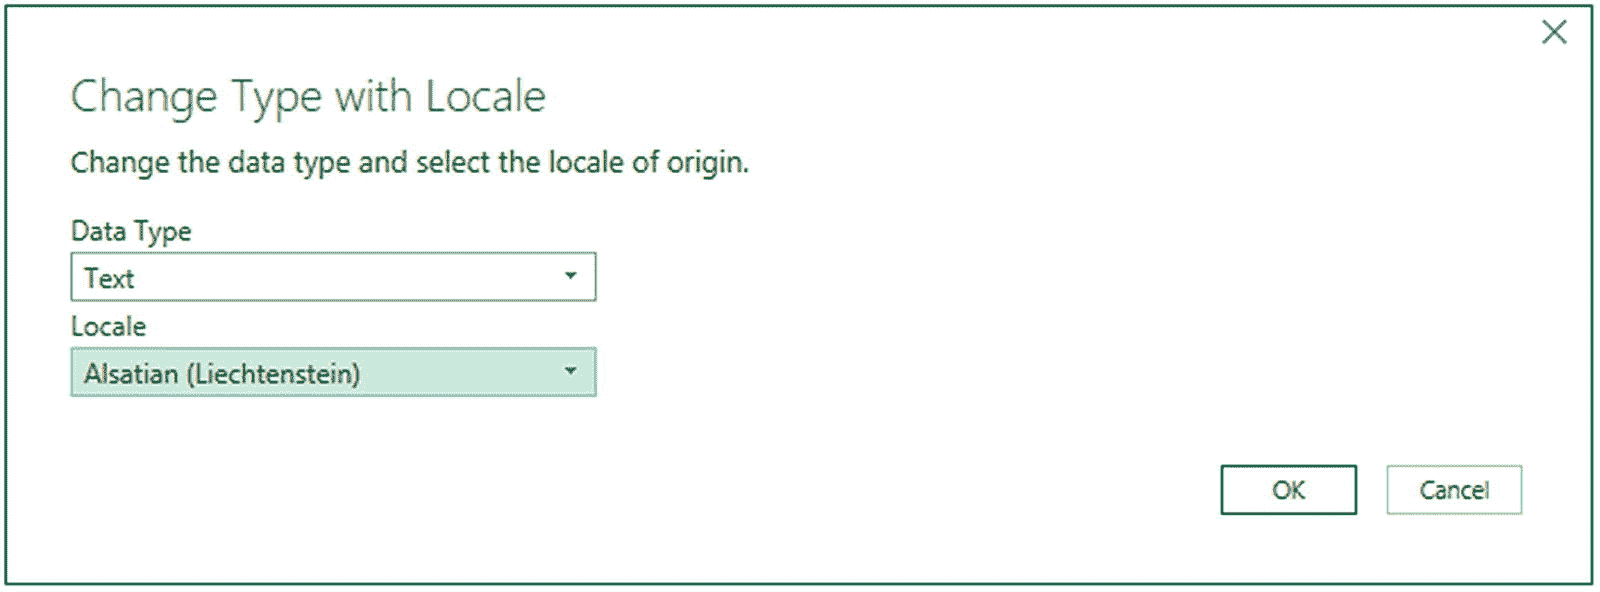 Change Type with Locale
Change the data type and select the locale of origin.
Data Type
Text
Locale
Alsatian (Liechtenstein)
OK Cancel